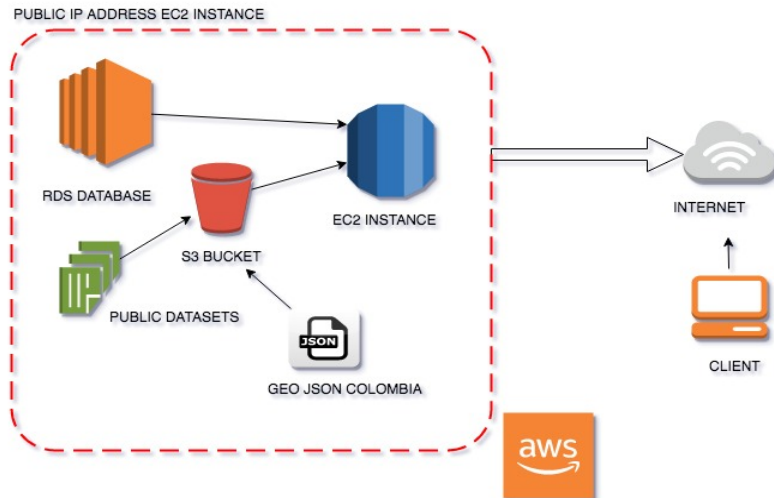 PUBLIC IP ADDRESS EC2 INSTANCE
RDS DATABASE
EC2 INSTANCE
INTERNET
S3 BUCKET
PUBLIC DATASETS
JSON
GEO JSON COLOMBIA
CLIENT
aws